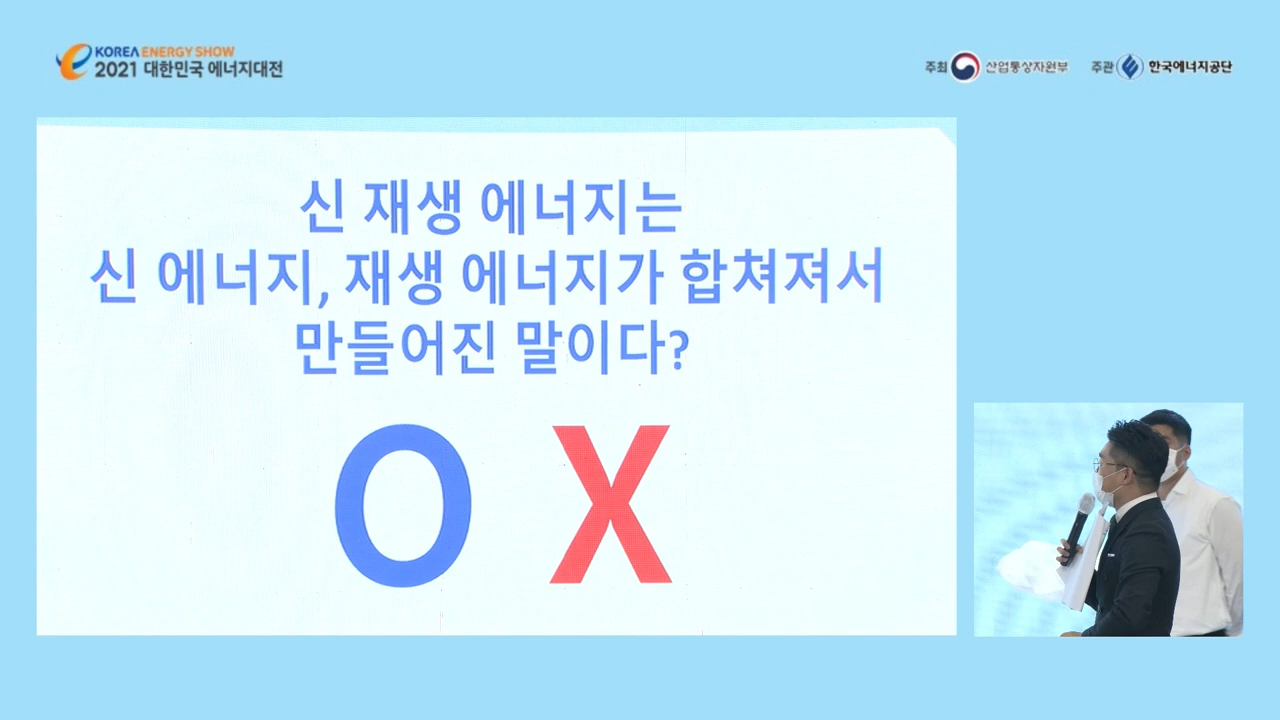 KOREA ENERGY SHOW
2021 대한민국 에너지대전
주최 산업통상자원부 주관 한국에너지공단
신 재생 에너지는
신 에너지, 재생 에너지가 합쳐져서
만들어진 말이다?
O X